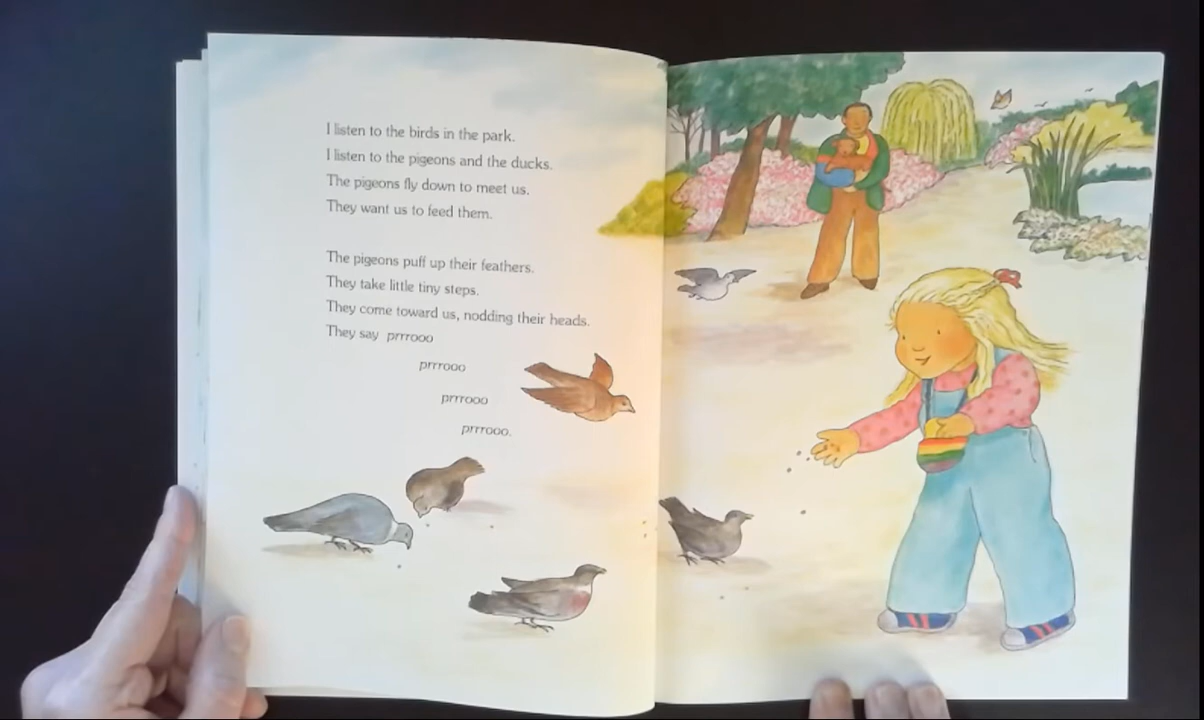 I listen to the birds in the park.
I listen to the pigeons and the ducks.
The pigeons fly down to meet us.
They want us to feed them.
The pigeons puff up their feathers.
They take little tiny steps.
They come toward us, nodding their heads.
They say prrrooo
prrrooo
prrrooo
prrrooo.